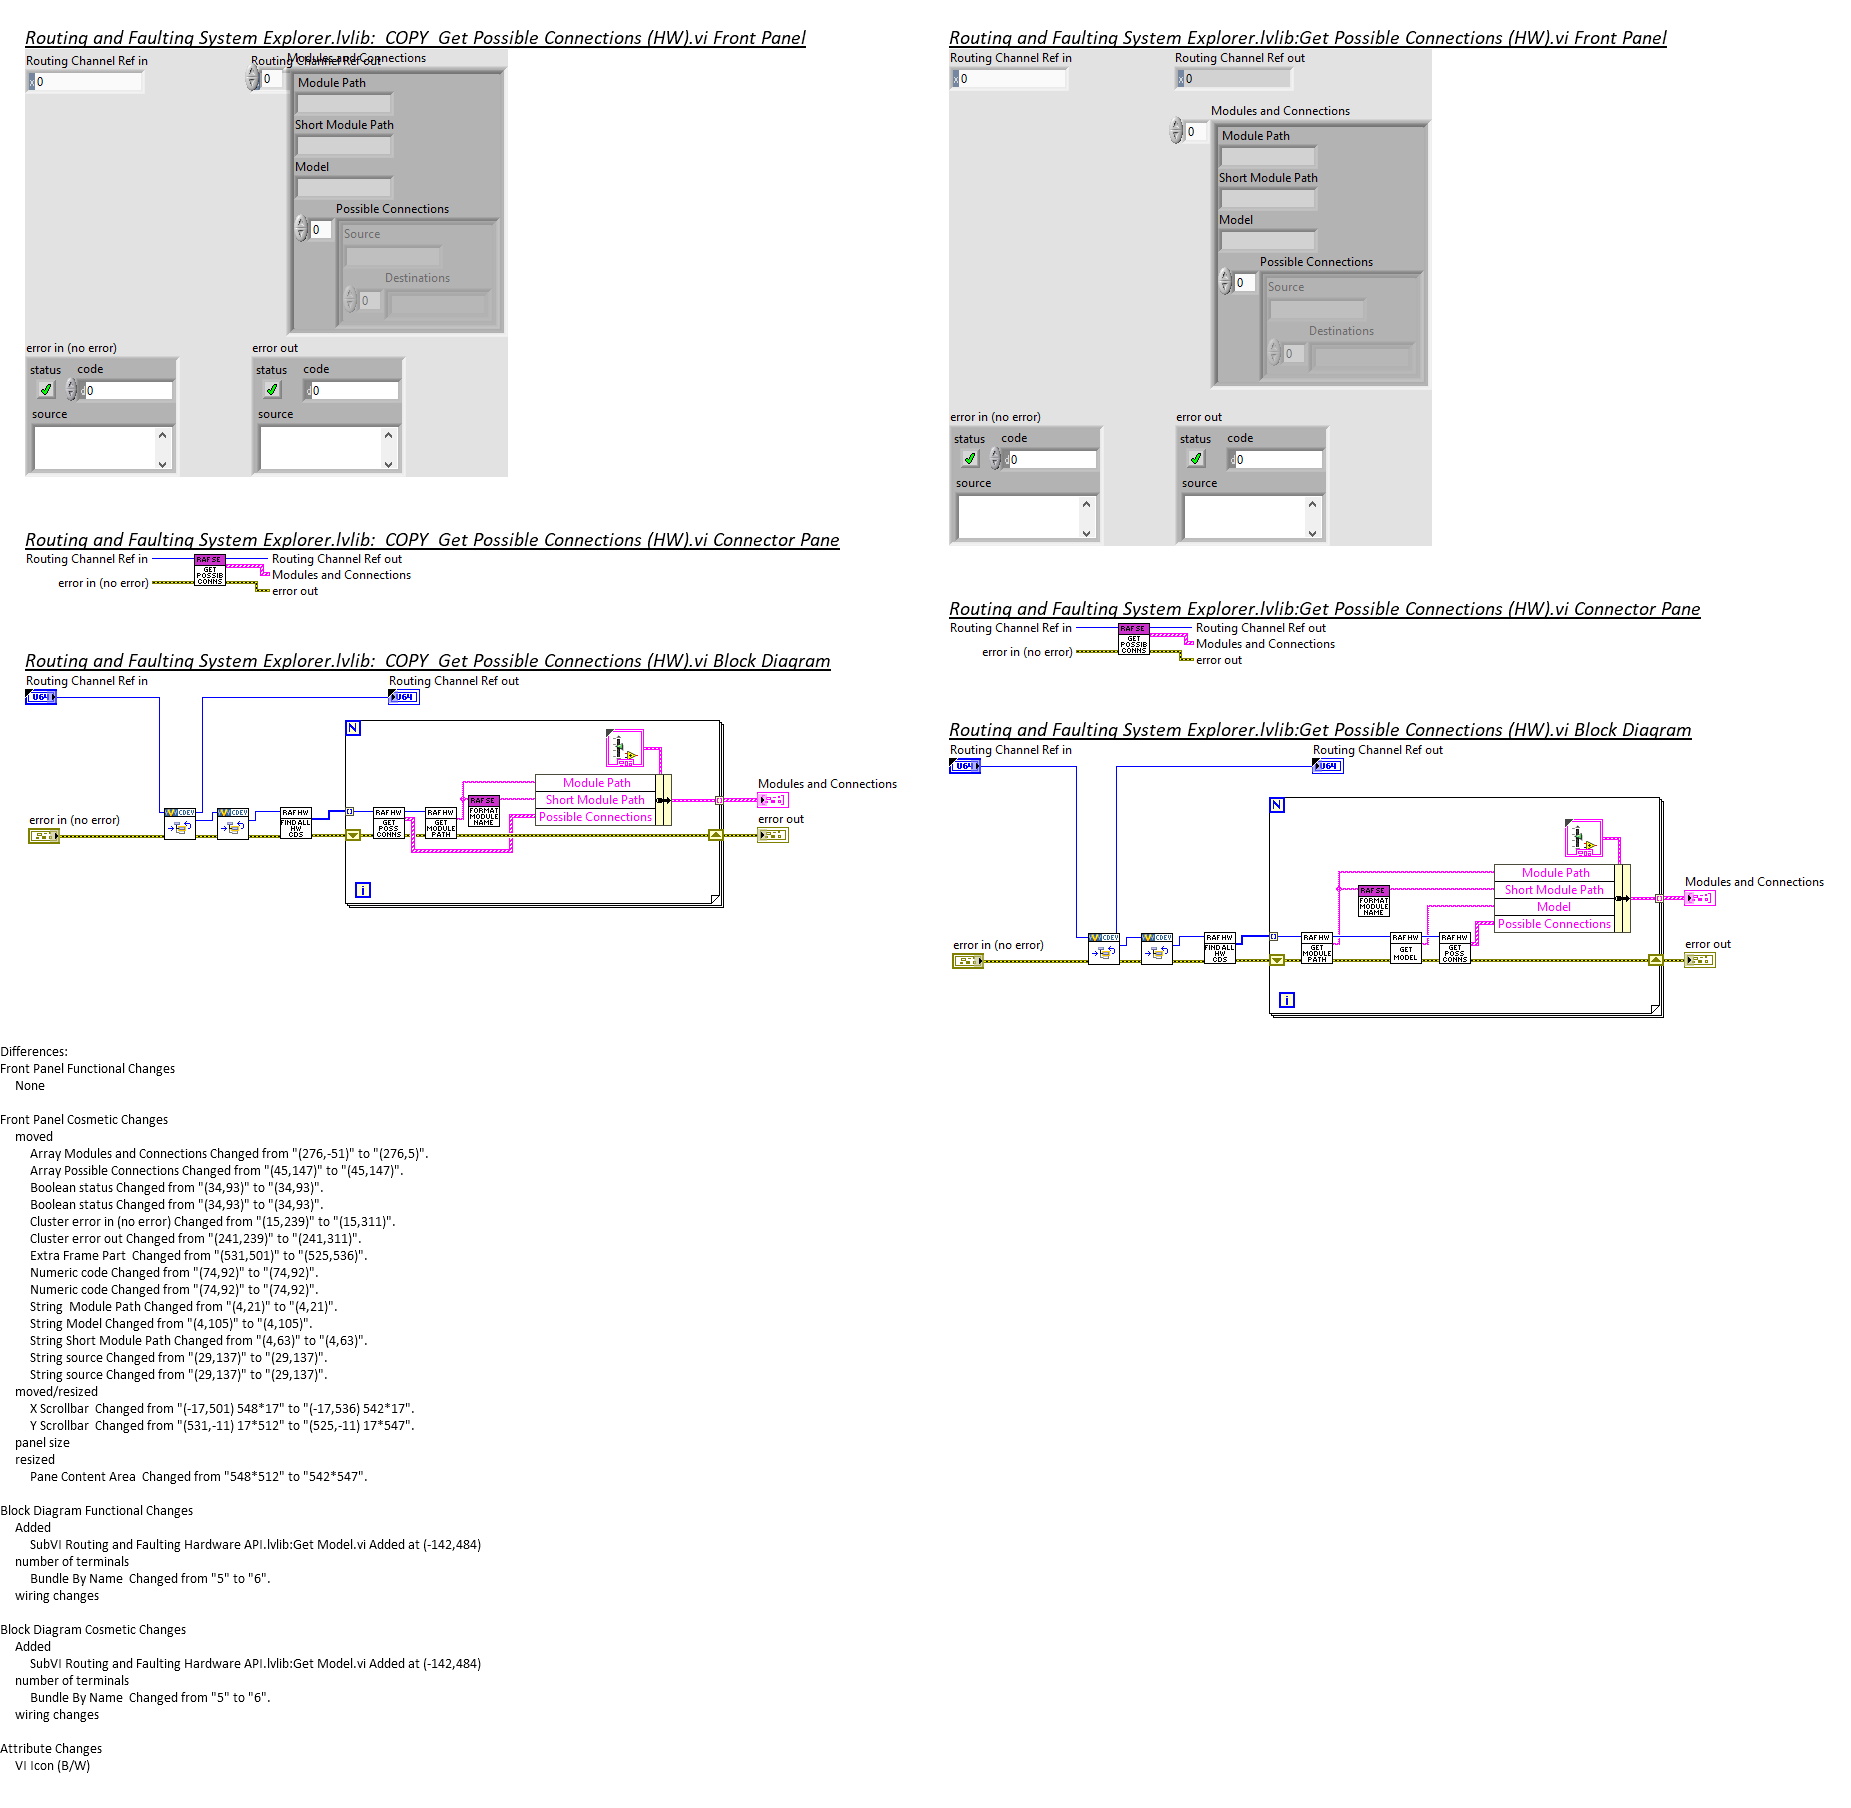 Routing and Faulting System Explorer.lvlib:_COPY_Get Possible Connections (HW).vi Front Panel
Routing Channel Ref in
0
Routing Channel Ref out
Modules and Connections
0
Module Path
Short Module Path
Model
Possible Connections
0
Source
Destinations
0
error in (no error)
status
code
0
source
error out
status
code
0
source
Routing and Faulting System Explorer.lvlib:_COPY_Get Possible Connections (HW).vi Connector Pane
Routing Channel Ref in
error in (no error)
RAF SE
GET
POSSIB
CONNS
Routing Channel Ref out
Modules and Connections
error out
Routing and Faulting System Explorer.lvlib:_COPY_Get Possible Connections (HW).vi Block Diagram
Routing Channel Ref in
U64
Routing Channel Ref out
U64
N
error in (no error)
CDEV
CDEV
RAF HW
FIND ALL
HW
CDS
RAF HW
GET
POSS
CONNS
RAF HW
GET
MODULE
PATH
RAF SE
FORMAT
MODULE
NAME
Module Path
Short Module Path
Possible Connections
Modules and Connections
error out
i
Routing and Faulting System Explorer.lvlib:Get Possible Connections (HW).vi Front Panel
Routing Channel Ref in
0
Routing Channel Ref out
0
Modules and Connections
0
Module Path
Short Module Path
Model
Possible Connections
0
Source
Destinations
0
error in (no error)
status
code
0
source
error out
status
code
0
source
Routing and Faulting System Explorer.lvlib:Get Possible Connections (HW).vi Connector Pane
Routing Channel Ref in
error in (no error)
RAF SE
GET
POSSIB
CONNS
Routing Channel Ref out
Modules and Connections
error out
Routing and Faulting System Explorer.lvlib:Get Possible Connections (HW).vi Block Diagram
Routing Channel Ref in
U64
Routing Channel Ref out
U64
N
error in (no error)
CDEV
CDEV
RAF HW
FIND ALL
HW
CDS
RAF HW
GET
MODULE
PATH
RAF SE
FORMAT
MODULE
NAME
RAF HW
GET
MODEL
RAF HW
GET
POSS
CONNS
Module Path
Short Module Path
Model
Possible Connections
Modules and Connections
error out
i
Differences:
Front Panel Functional Changes
None
Front Panel Cosmetic Changes
moved
Array Modules and Connections Changed from "(276,-51)" to "(276,5)".
Array Possible Connections Changed from "(45,147)" to "(45,147)".
Boolean status Changed from "(34,93)" to "(34,93)".
Boolean status Changed from "(34,93)" to "(34,93)".
Cluster error in (no error) Changed from "(15,239)" to "(15,311)".
Cluster error out Changed from "(241,239)" to "(241,311)".
Extra Frame Part  Changed from "(531,501)" to "(525,536)".
Numeric code Changed from "(74,92)" to "(74,92)".
Numeric code Changed from "(74,92)" to "(74,92)".
String  Module Path Changed from "(4,21)" to "(4,21)".
String Model Changed from "(4,105)" to "(4,105)".
String Short Module Path Changed from "(4,63)" to "(4,63)".
String source Changed from "(29,137)" to "(29,137)".
String source Changed from "(29,137)" to "(29,137)".
moved/resized
X Scrollbar  Changed from "(-17,501) 548*17" to "(-17,536) 542*17".
Y Scrollbar  Changed from "(531,-11) 17*512" to "(525,-11) 17*547".
panel size
resized
Pane Content Area  Changed from "548*512" to "542*547".
Block Diagram Functional Changes
Added
SubVI Routing and Faulting Hardware API.lvlib:Get Model.vi Added at (-142,484)
number of terminals
Bundle By Name  Changed from "5" to "6".
wiring changes
Block Diagram Cosmetic Changes
Added
SubVI Routing and Faulting Hardware API.lvlib:Get Model.vi Added at (-142,484)
number of terminals
Bundle By Name  Changed from "5" to "6".
wiring changes
Attribute Changes
VI Icon (B/W)